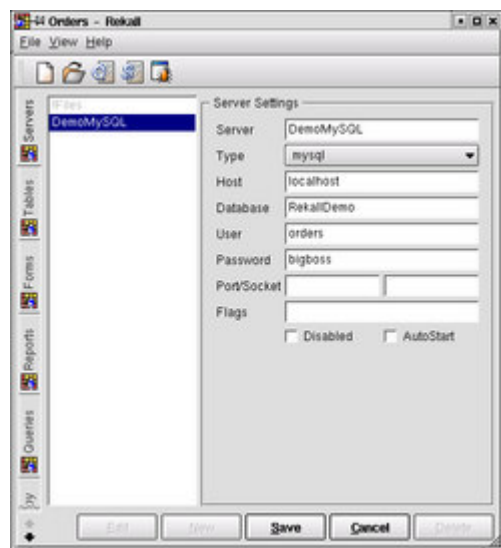 Orders - Rekall
File View Help
Servers
Tables
Forms
Reports
Queries
!Files
DemoMySQL
Server Settings
Server DemoMySQL
Type mysql
Host localhost
Database RekallDemo
User orders
Password bigboss
Port/Socket
Flags
Disabled AutoStart
Edit New Save Cancel Delete